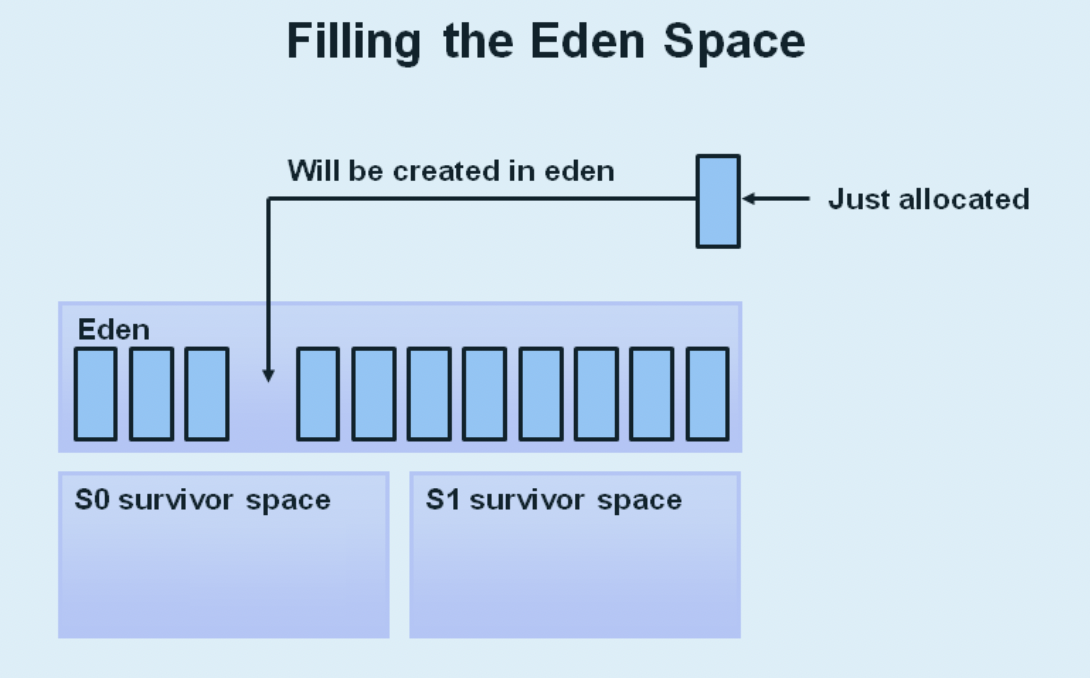 Filling the Eden Space
Will be created in eden
Just allocated
Eden
S0 survivor space
S1 survivor space